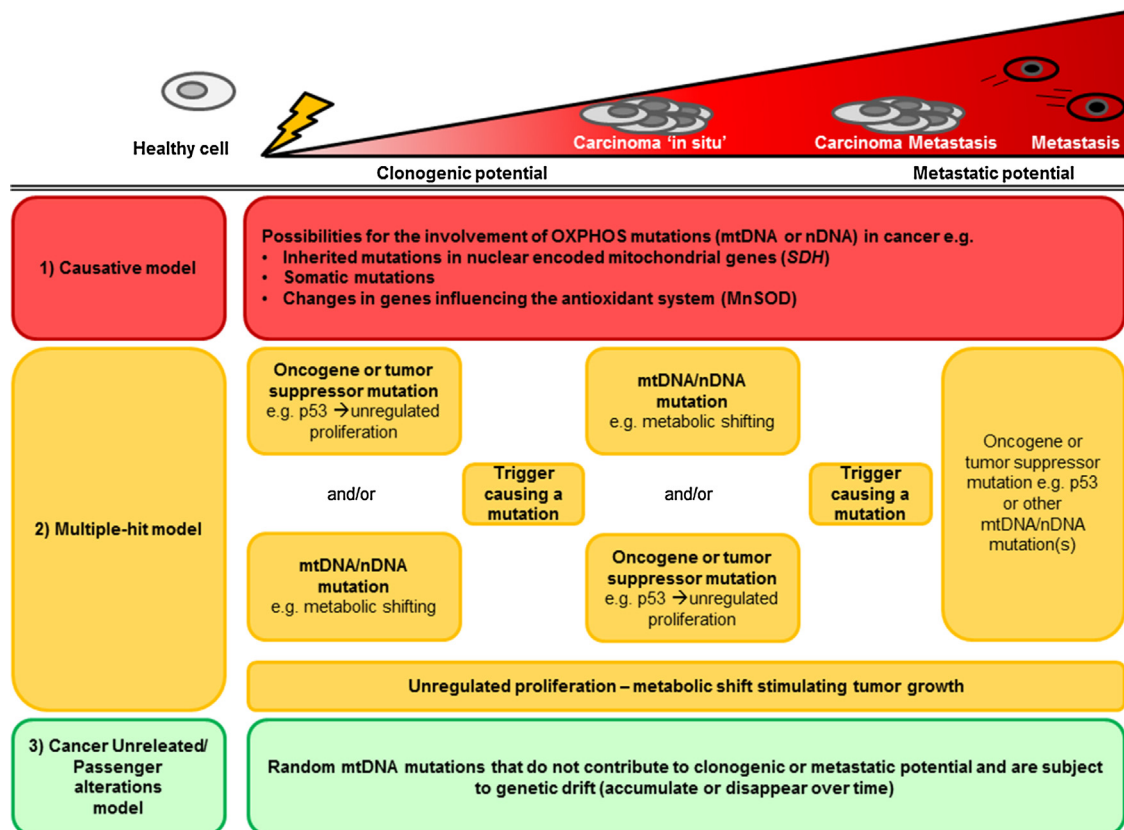 Healthy cell
Carcinoma ‘in situ’
Carcinoma Metastasis
Metastasis
Clonogenic potential
Metastatic potential
1) Causative model
Possibilities for the involvement of OXPHOS mutations (mtDNA or nDNA) in cancer e.g.
• Inherited mutations in nuclear encoded mitochondrial genes (SDH)
• Somatic mutations
• Changes in genes influencing the antioxidant system (MnSOD)
2) Multiple-hit model
Oncogene or tumor
suppressor mutation
e.g. p53 →unregulated
proliferation
and/or
mtDNA/nDNA
mutation
e.g. metabolic shifting
Trigger
causing a
mutation
mtDNA/nDNA
mutation
e.g. metabolic shifting
and/or
Oncogene or tumor
suppressor mutation
e.g. p53 →unregulated
proliferation
Trigger
causing a
mutation
Oncogene or
tumor suppressor
mutation e.g. p53
or other
mtDNA/nDNA
mutation(s)
Unregulated proliferation – metabolic shift stimulating tumor growth
3) Cancer Unreleated/
Passenger
alterations
model
Random mtDNA mutations that do not contribute to clonogenic or metastatic potential and are subject
to genetic drift (accumulate or disappear over time)